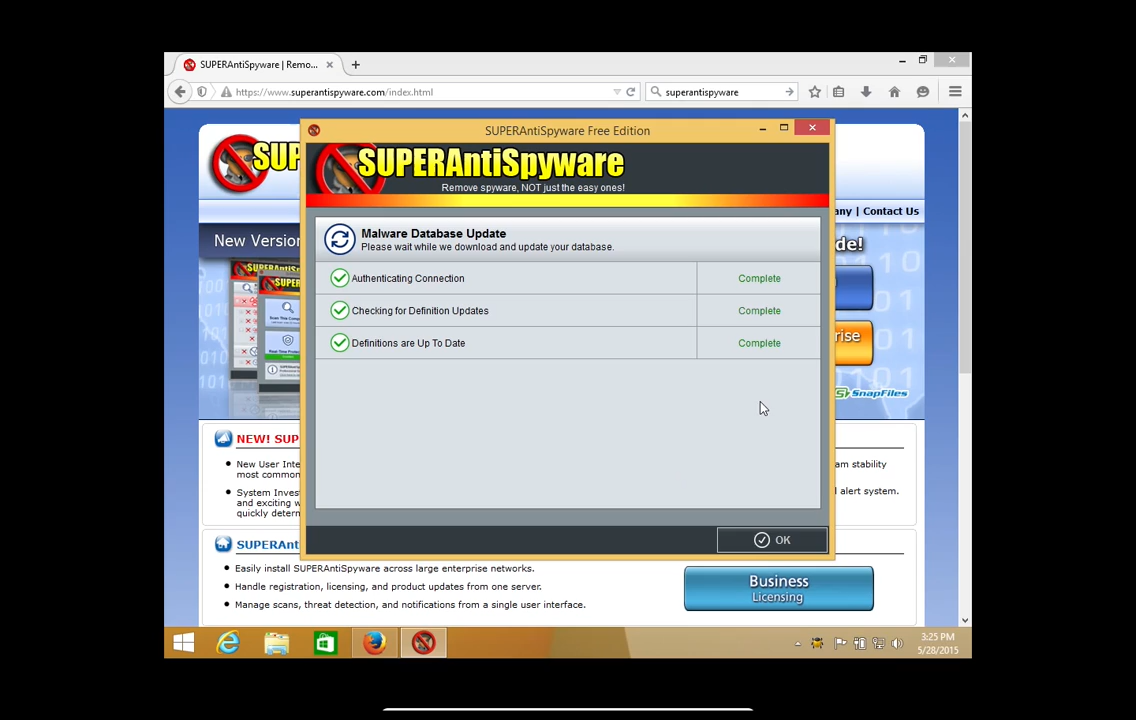 SUPERAntiSpyware | Remo...
https://www.superantispyware.com/index.html
superantispyware
SUPERAntiSpyware Free Edition
SUPERAntiSpyware
Remove spyware, NOT just the easy ones!
SUP
any | Contact Us
New Version
de!
Malware Database Update
Please wait while we download and update your database.
Authenticating Connection Complete
Checking for Definition Updates Complete
Definitions are Up To Date Complete
rise
SnapFiles
NEW! SUP
New User Inte
am stability
most common
System Inves
alert system.
and exciting w
quickly determ
OK
SUPERAnt
Easily install SUPERAntiSpyware across large enterprise networks.
Handle registration, licensing, and product updates from one server.
Manage scans, threat detection, and notifications from a single user interface.
Business
Licensing
3:25 PM
5/28/2015